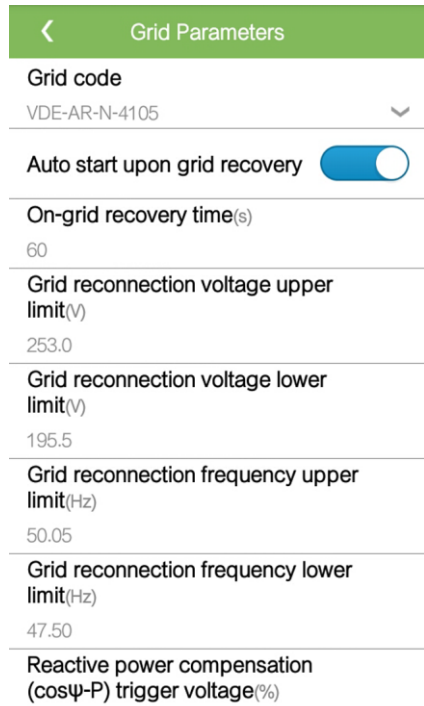 Grid Parameters
Grid code
VDE-AR-N-4105
Auto start upon grid recovery
On-grid recovery time(s)
60
Grid reconnection voltage upper
limit(V)
253.0
Grid reconnection voltage lower
limit(V)
195.5
Grid reconnection frequency upper
limit(Hz)
50.05
Grid reconnection frequency lower
limit(Hz)
47.50
Reactive power compensation
(cosψ-P) trigger voltage(%)